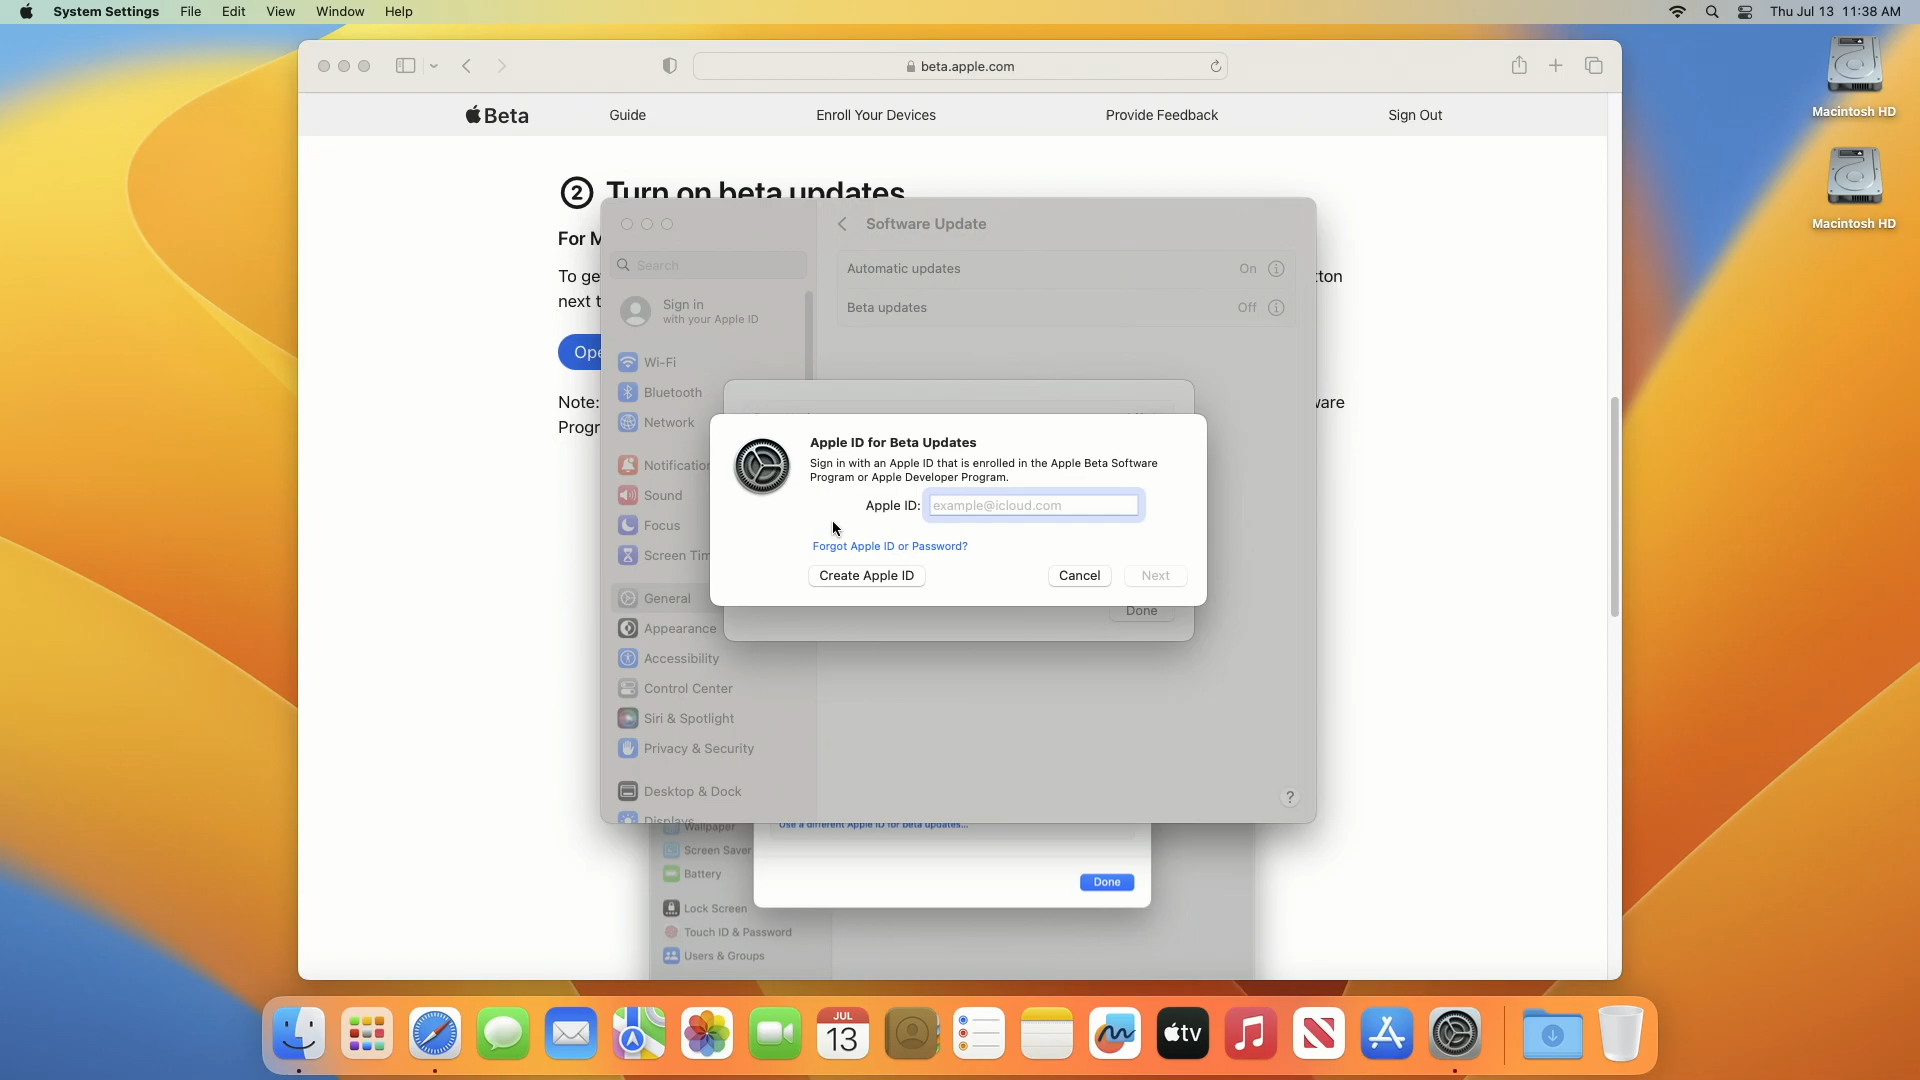 System Settings File Edit View Window Help Thu Jul 13 11:38 AM
beta.apple.com
Macintosh HD
Beta Guide Enroll Your Devices Provide Feedback Sign Out
Macintosh HD
2 Turn on beta updates
For M
To ge
next t
Ope
Note:
Progr
ton
ware
Software Update
Search
Automatic updates On
Beta updates Off
Sign in
with your Apple ID
Wi-Fi
Bluetooth
Network
Notification
Sound
Focus
Screen Tim
General
Appearance
Accessibility
Control Center
Siri & Spotlight
Privacy & Security
Desktop & Dock
Displays
Apple ID for Beta Updates
Sign in with an Apple ID that is enrolled in the Apple Beta Software
Program or Apple Developer Program.
Apple ID: example@icloud.com
Forgot Apple ID or Password?
Create Apple ID Cancel Next
Done
?
Use a different Apple ID for beta updates...
Wallpaper
Screen Saver
Battery
Done
Lock Screen
Touch ID & Password
Users & Groups
JUL
13
tv